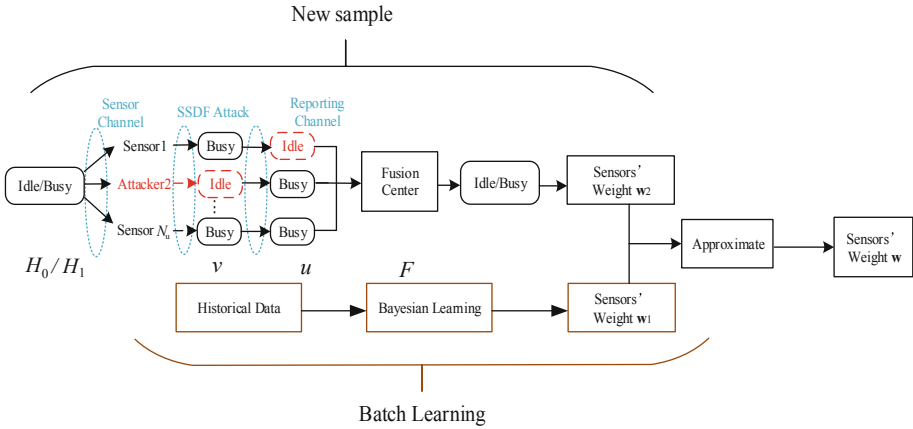 New sample
Sensor Channel
SSDF Attack
Reporting Channel
Idle/Busy
Sensor1
Busy
Idle
Attacker2
Idle
Busy
Sensor Nu
Busy
Busy
Fusion Center
Idle/Busy
Sensors' Weight w2
Approximate
Sensors' Weight w
H0/H1
v
u
F
Historical Data
Bayesian Learning
Sensors' Weight w1
Batch Learning